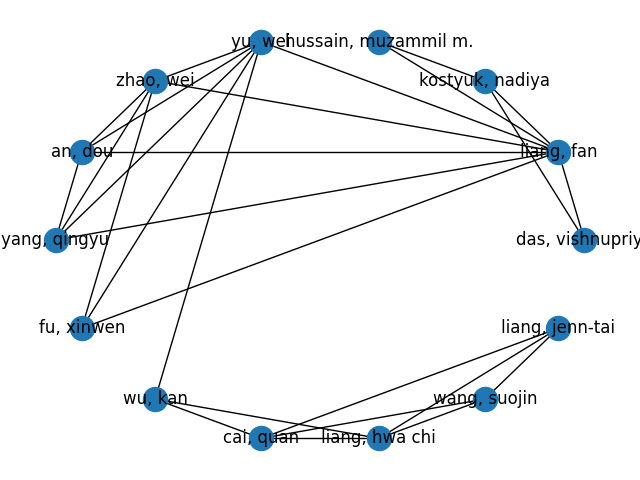 yu, wei
hussain, muzammil m.
zhao, wei
kostyuk, nadiya
an, dou
liang, fan
yang, qingyu
das, vishnupriy
fu, xinwen
liang, jenn-tai
wu, kan
wang, suojin
cai, quan
liang, hwa chi